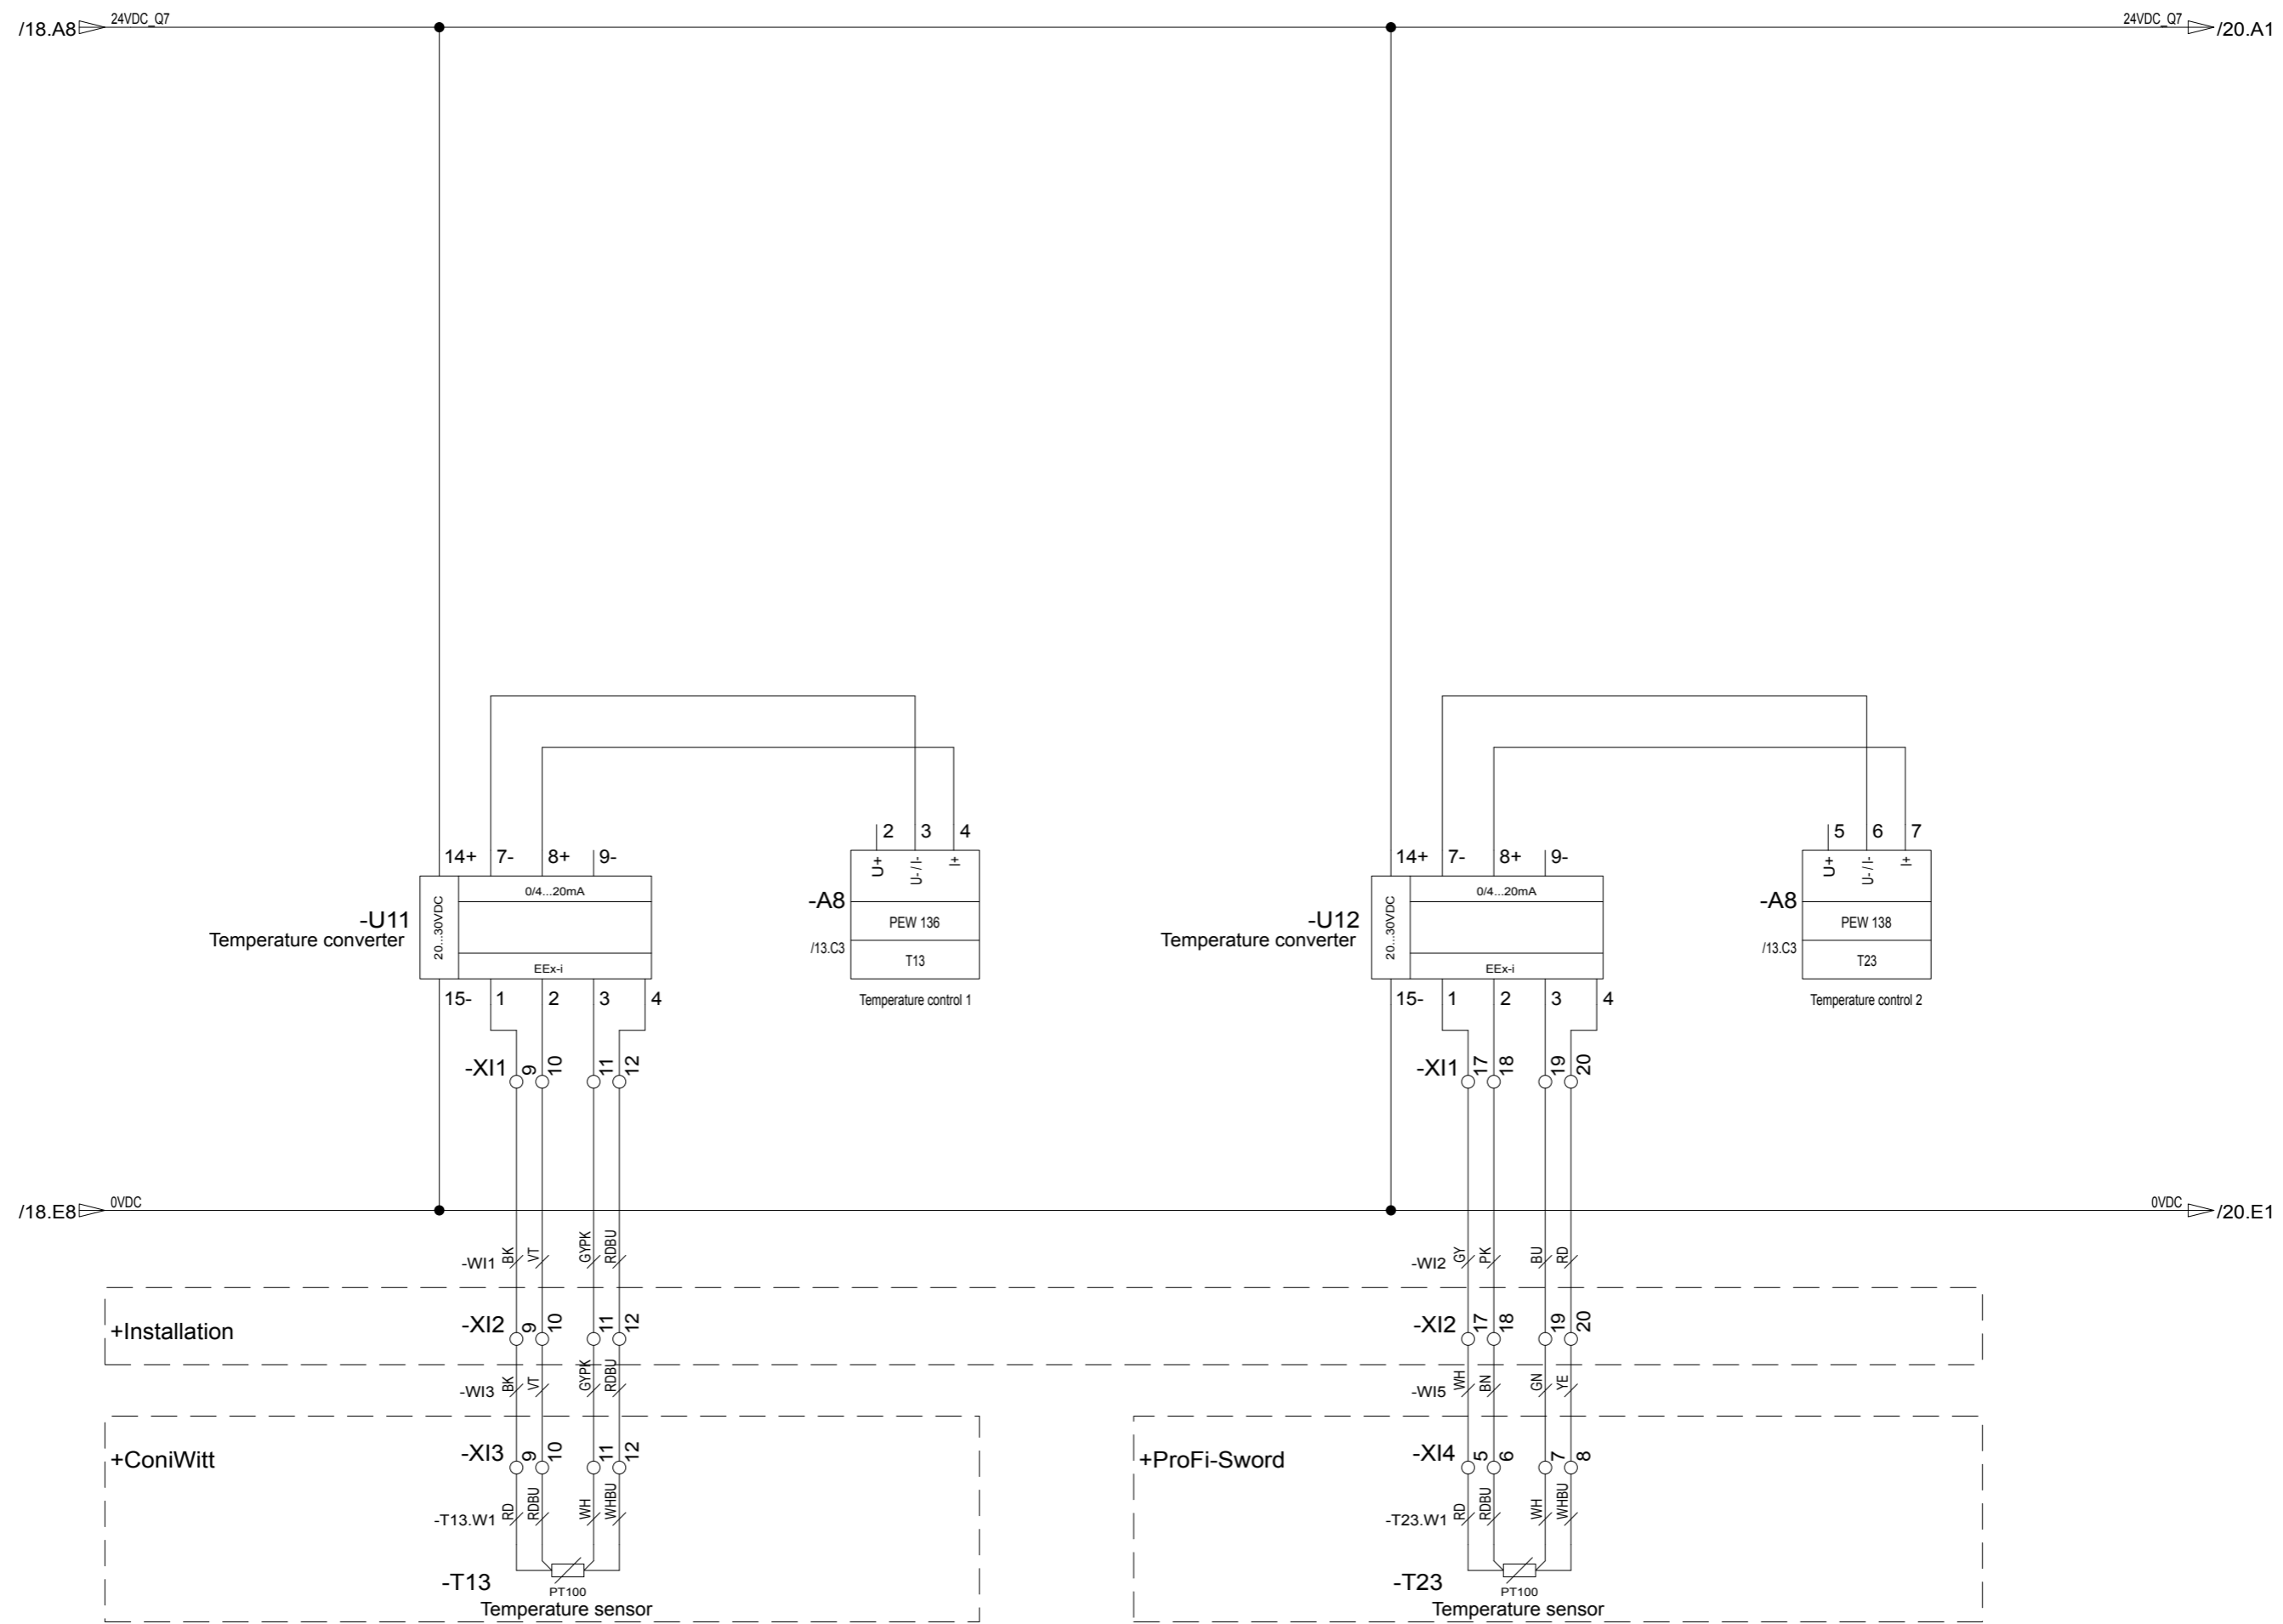 /18.A8 24VDC_Q7 24VDC_Q7 /20.A1
2 3 4
5 6 7
14+ 7- 8+ 9-
U+ U-/I- I+
14+ 7- 8+ 9-
U+ U-/I- I+
20...30VDC
0/4...20mA
-U11
Temperature converter
EEx-i
-A8
PEW 136
/13.C3
T13
Temperature control 1
20...30VDC
0/4...20mA
-U12
Temperature converter
EEx-i
-A8
PEW 138
/13.C3
T23
Temperature control 2
15- 1 2 3 4
15- 1 2 3 4
-XI1 9 10 11 12
-XI1 17 18 19 20
/18.E8 0VDC 0VDC /20.E1
-WI1 BK VT GYPK RDBU
-WI2 GY PK BU RD
+Installation
-XI2 9 10 11 12
-XI2 17 18 19 20
-WI3 BK VT GYPK RDBU
-WI5 WH BN GN YE
+ConiWitt
-XI3 9 10 11 12
+ProFi-Sword
-XI4 5 6 7 8
-T13.W1 RD RDBU WH WHBU
-T23.W1 RD RDBU WH WHBU
-T13
PT100
Temperature sensor
-T23
PT100
Temperature sensor